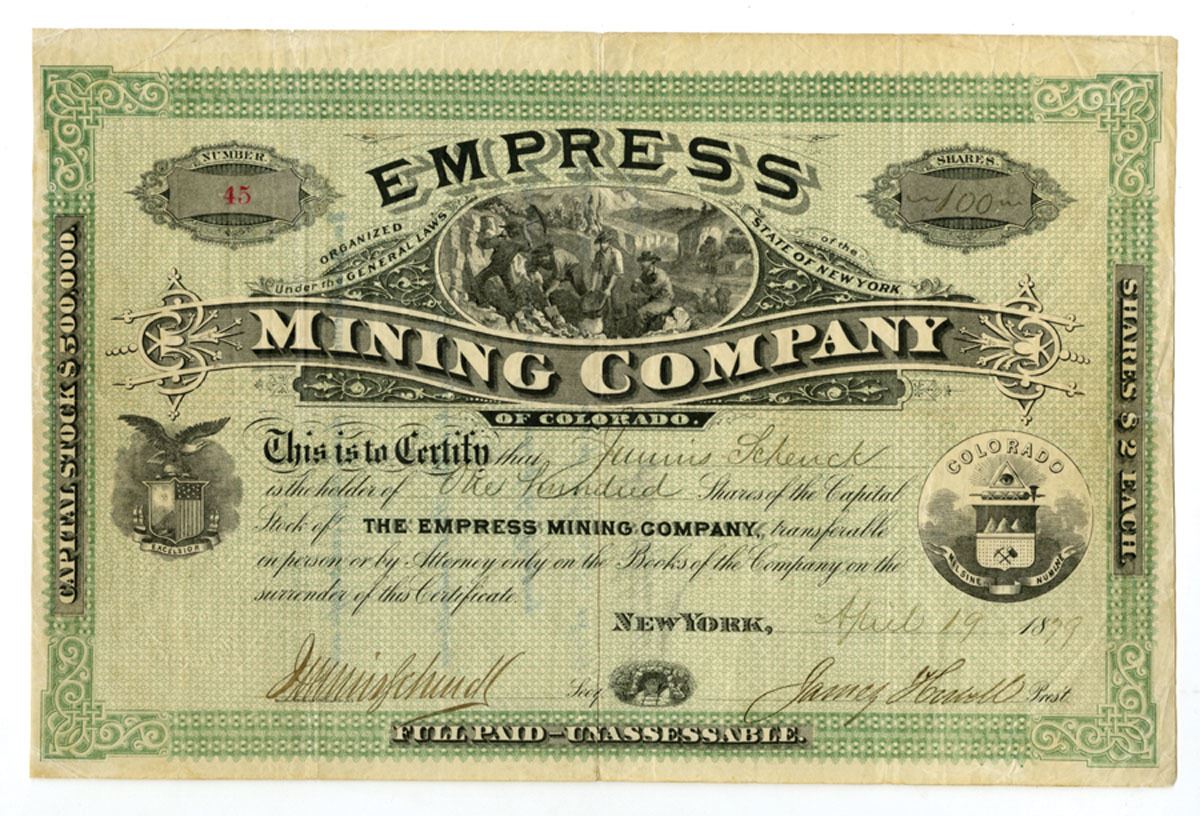 NUMBER.
45
EMPRESS
SHARES.
100
ORGANIZED
Under the GENERAL LAWS
of the
STATE OF NEW YORK
MINING COMPANY
OF COLORADO.
CAPITAL STOCK $500,000.
SHARES $2 EACH.
This is to Certify that Junius Schenck
is the holder of One Hundred Shares of the Capital
Stock of THE EMPRESS MINING COMPANY, transferable
in person or by Attorney only on the Books of the Company on the
surrender of this Certificate.
EXCELSIOR
COLORADO
NIL SINE NUMINE
NEW YORK, April 19 1879
Junius Schenck Secy
James Howell Prest
FULL PAID-UNASSESSABLE.